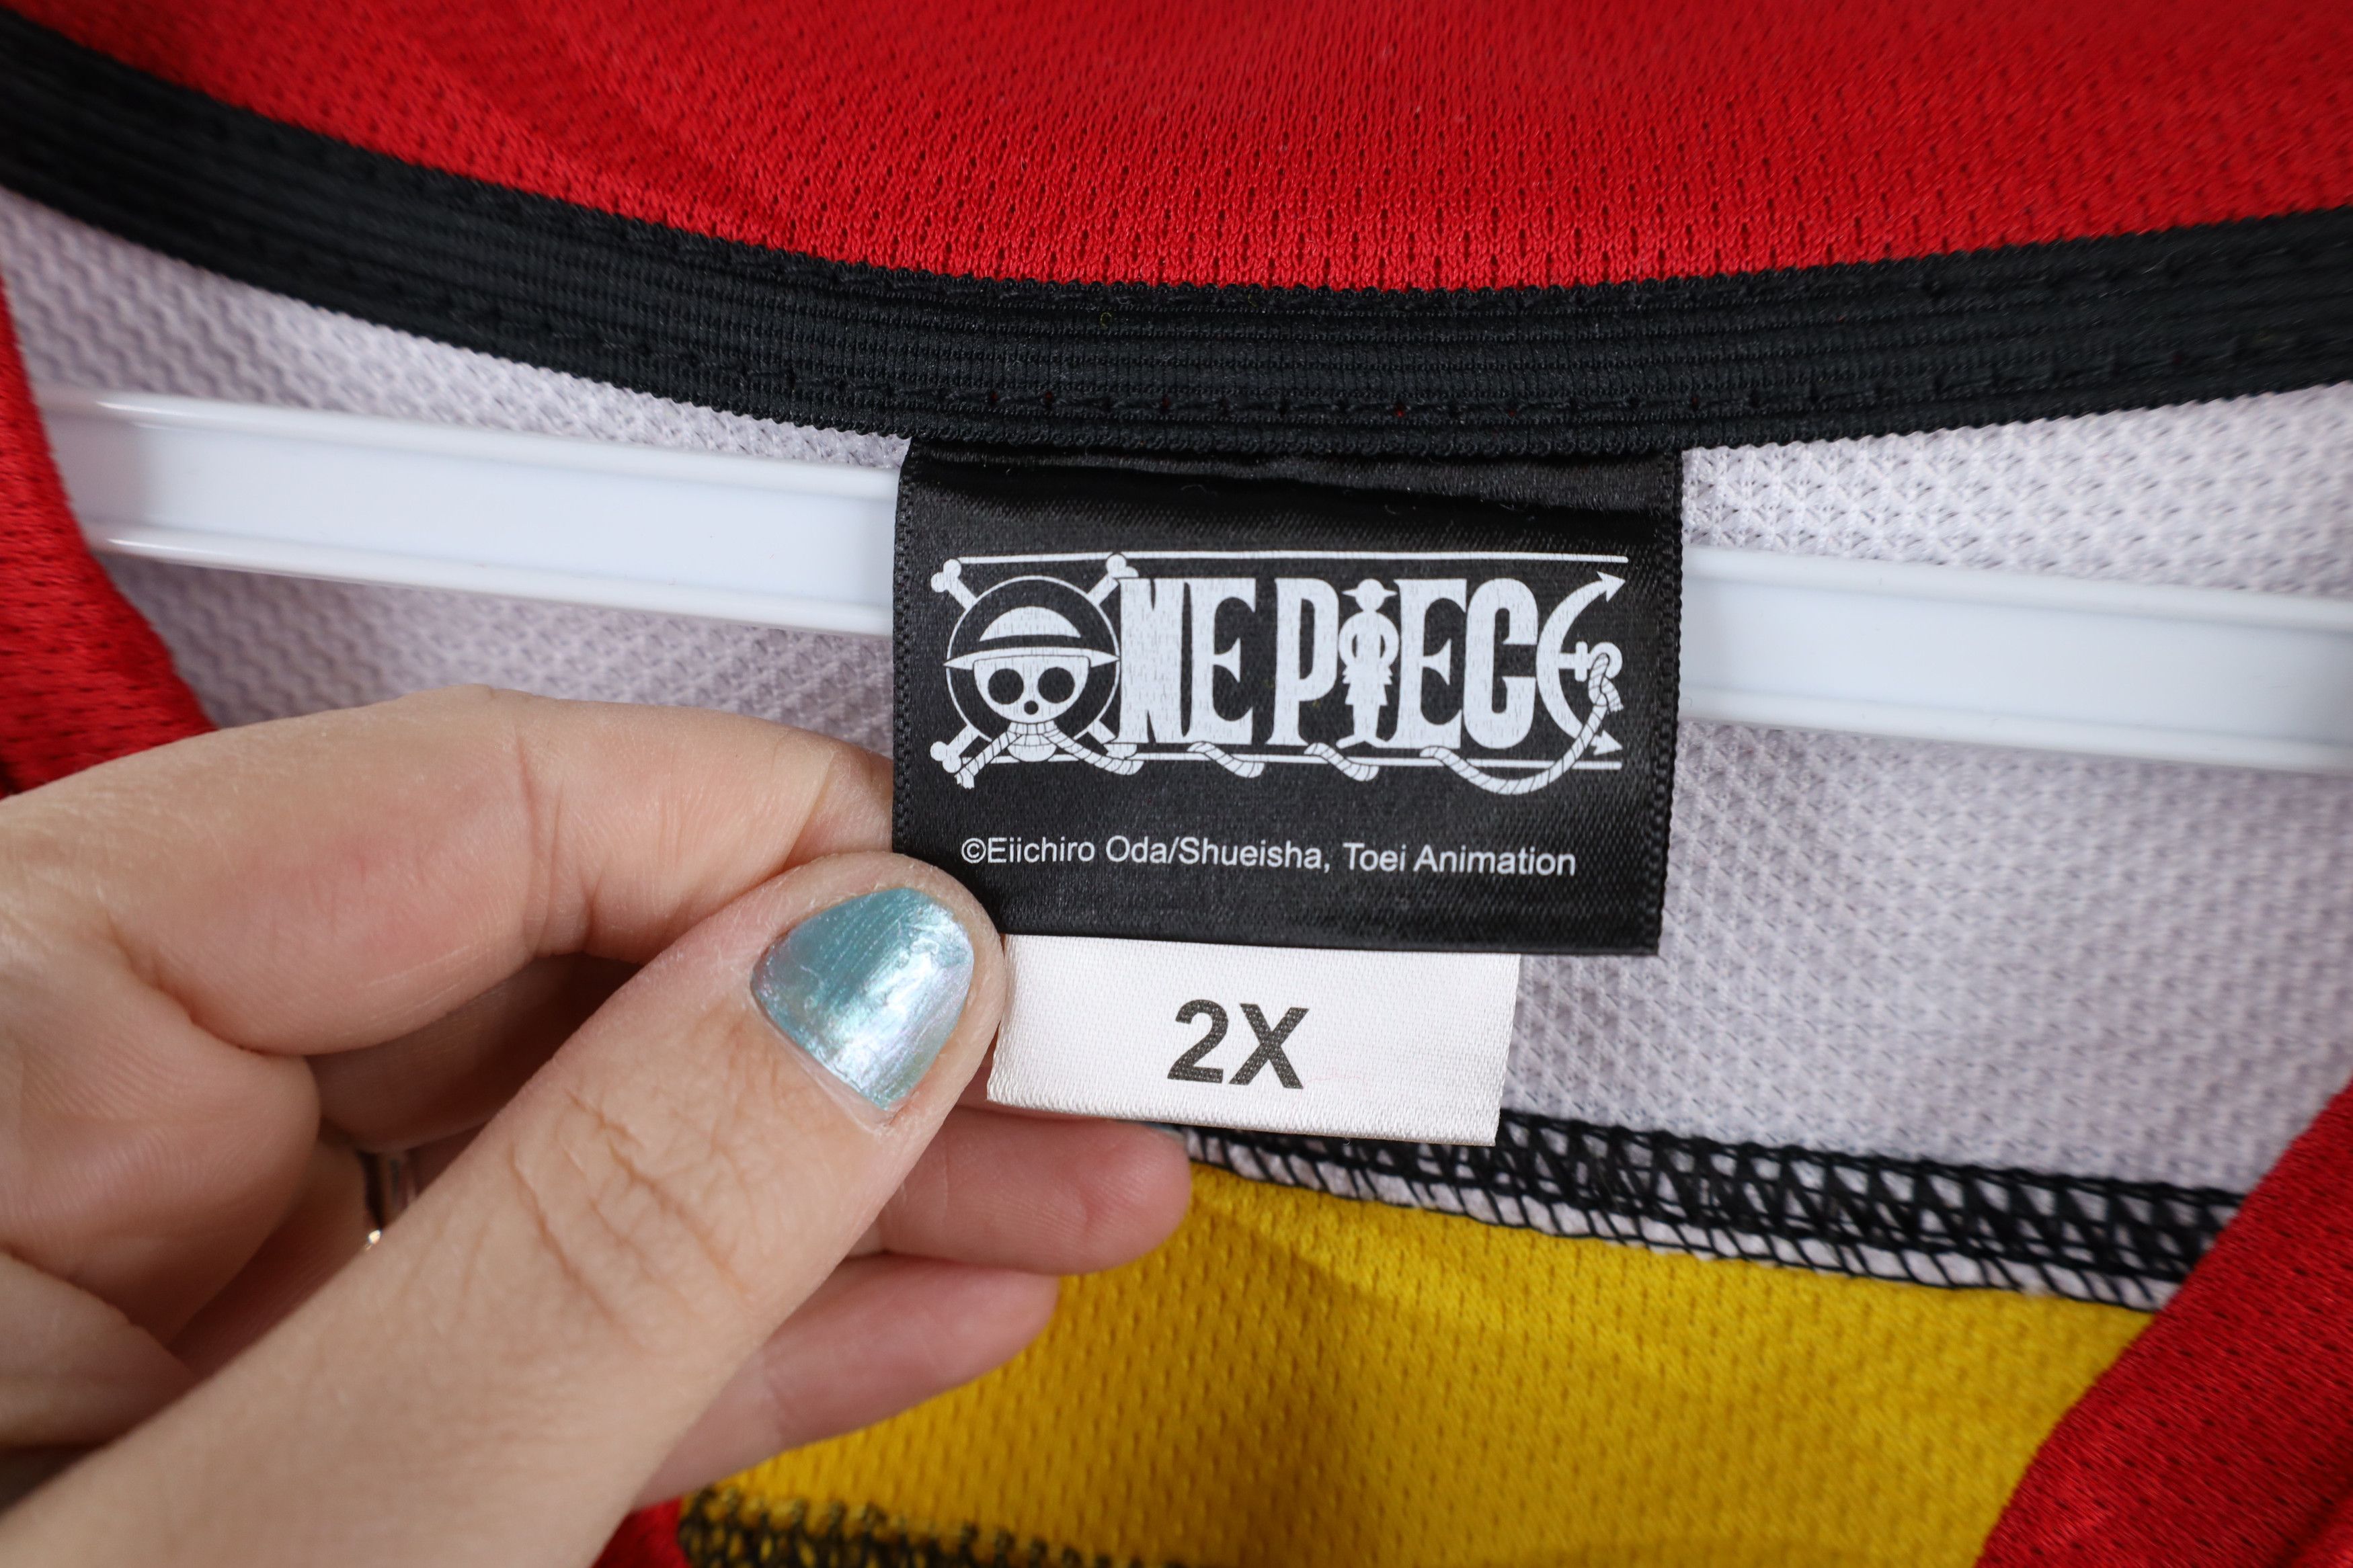 ONE PIECE
©Eiichiro Oda/Shueisha, Toei Animation
2X